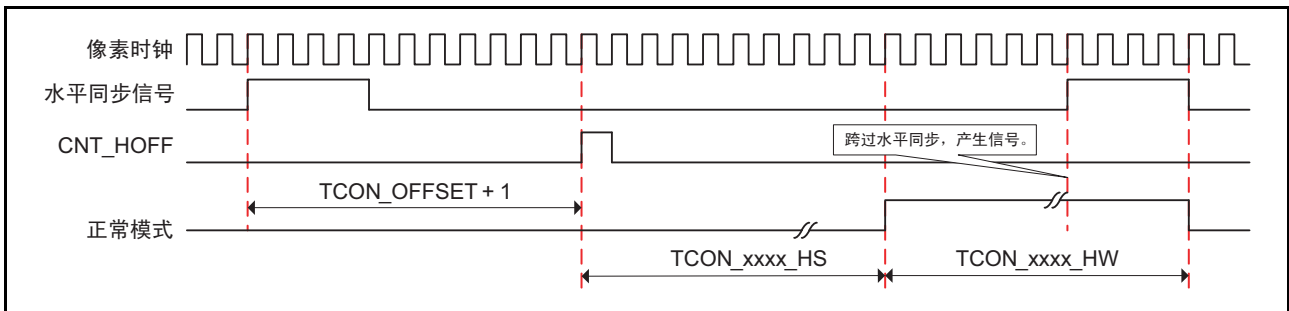 像素时钟
水平同步信号
CNT_HOFF
跨过水平同步，产生信号。
TCON_OFFSET + 1
正常模式
TCON_xxxx_HS
TCON_xxxx_HW